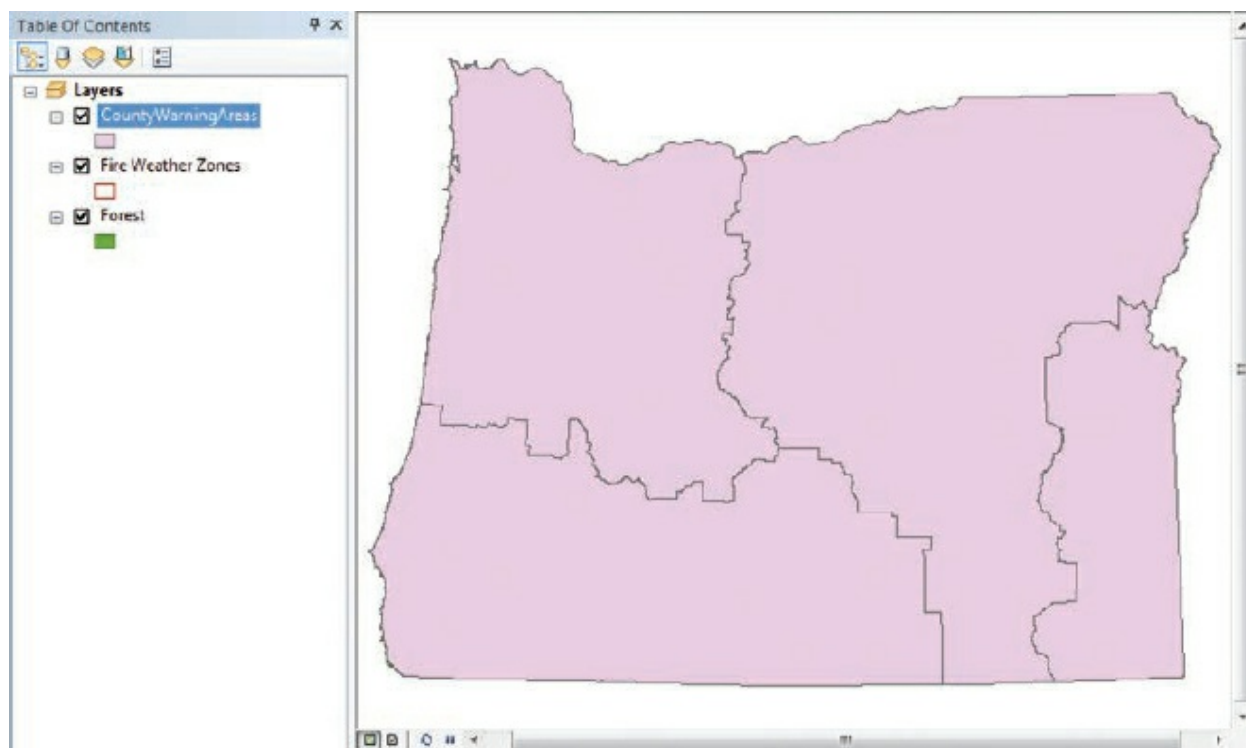 Table Of Contents
Layers
CountyWarningAreas
Fire Weather Zones
Forest